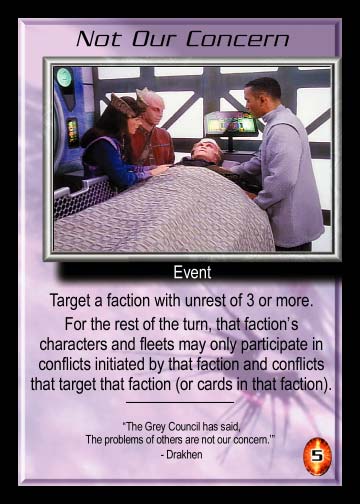 Not Our Concern
Event
Target a faction with unrest of 3 or more.
For the rest of the turn, that faction's
characters and fleets may only participate in
conflicts initiated by that faction and conflicts
that target that faction (or cards in that faction).
"The Grey Council has said,
The problems of others are not our concern.'"
- Drakhen
5